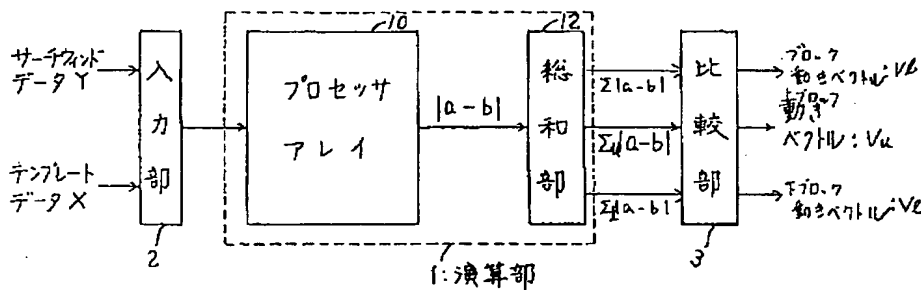 サーチウィンド
データY
テンプレート
データX
入力部
2
10
プロセッサ
アレイ
|a-b|
12
総和部
1:演算部
Σ|a-b|
Σu|a-b|
Σl|a-b|
比較部
3
ブロック
動きベクトル:Vl
上ブロック
動き
ベクトル:Vu
下ブロック
動きベクトル:Vl